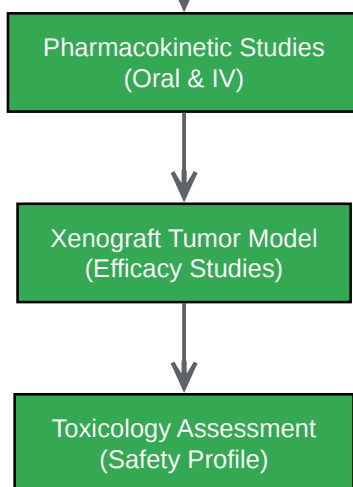 Pharmacokinetic Studies
(Oral & IV)
Xenograft Tumor Model
(Efficacy Studies)
Toxicology Assessment
(Safety Profile)